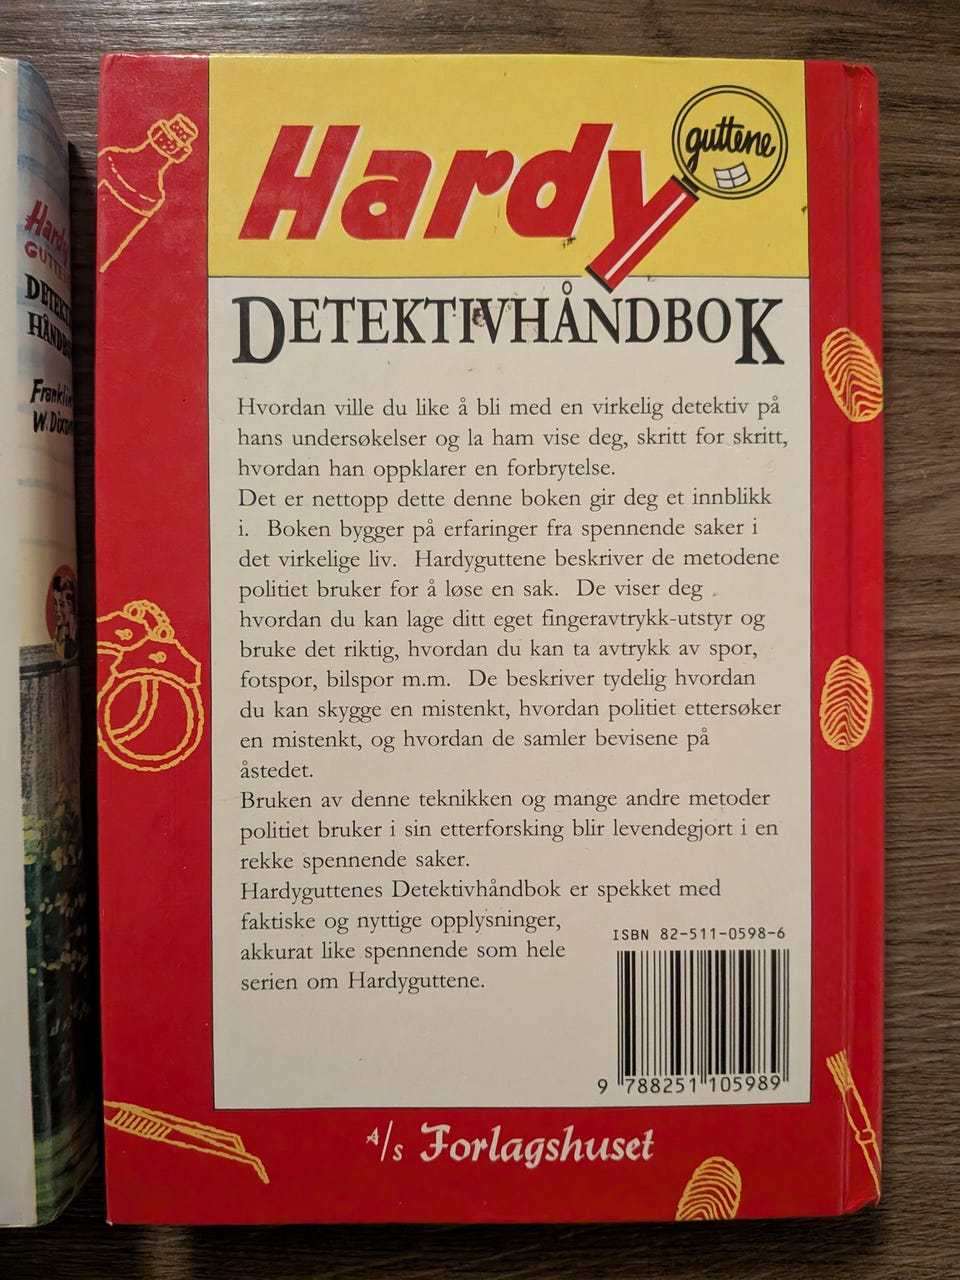 Hardy
guttene
DETEKTIVHÅNDBOK
Hvordan ville du like å bli med en virkelig detektiv på
hans undersøkelser og la ham vise deg, skritt for skritt,
hvordan han oppklarer en forbrytelse.
Det er nettopp dette denne boken gir deg et innblikk
i. Boken bygger på erfaringer fra spennende saker i
det virkelige liv. Hardyguttene beskriver de metodene
politiet bruker for å løse en sak. De viser deg
hvordan du kan lage ditt eget fingeravtrykk-utstyr og
bruke det riktig, hvordan du kan ta avtrykk av spor,
fotspor, bilspor m.m. De beskriver tydelig hvordan
du kan skygge en mistenkt, hvordan politiet ettersøker
en mistenkt, og hvordan de samler bevisene på
åstedet.
Bruken av denne teknikken og mange andre metoder
politiet bruker i sin etterforsking blir levendegjort i en
rekke spennende saker.
Hardyguttenes Detektivhåndbok er spekket med
faktiske og nyttige opplysninger,
akkurat like spennende som hele
serien om Hardyguttene.
ISBN 82-511-0598-6
9 788251 105989
A/s Forlagshuset
Hardy
Franklin
W. Dixon